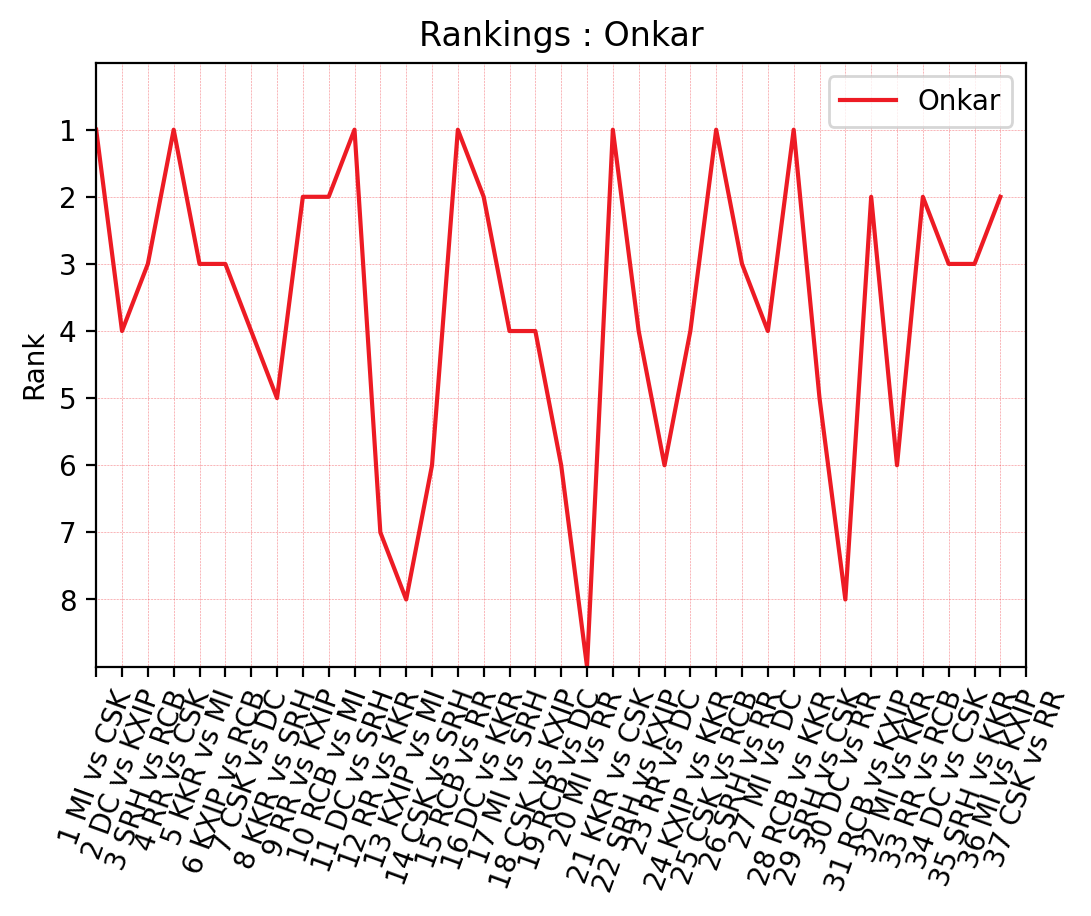 Rankings : Onkar
Onkar
Rank
1
2
3
4
5
6
7
8
1 MI vs CSK
2 DC vs KXIP
3 SRH vs RCB
4 RR vs CSK
5 KKR vs MI
6 KXIP vs RCB
7 CSK vs DC
8 KKR vs SRH
9 RR vs KXIP
10 RCB vs MI
11 DC vs SRH
12 RR vs KKR
13 KXIP vs MI
14 CSK vs SRH
15 RCB vs RR
16 DC vs KKR
17 MI vs SRH
18 CSK vs KXIP
19 RCB vs DC
20 MI vs RR
21 KKR vs CSK
22 SRH vs KXIP
23 RR vs DC
24 KXIP vs KKR
25 CSK vs RCB
26 SRH vs RR
27 MI vs DC
28 RCB vs KKR
29 SRH vs CSK
30 DC vs RR
31 RCB vs KXIP
32 MI vs KKR
33 RR vs RCB
34 DC vs CSK
35 SRH vs KKR
36 MI vs KXIP
37 CSK vs RR